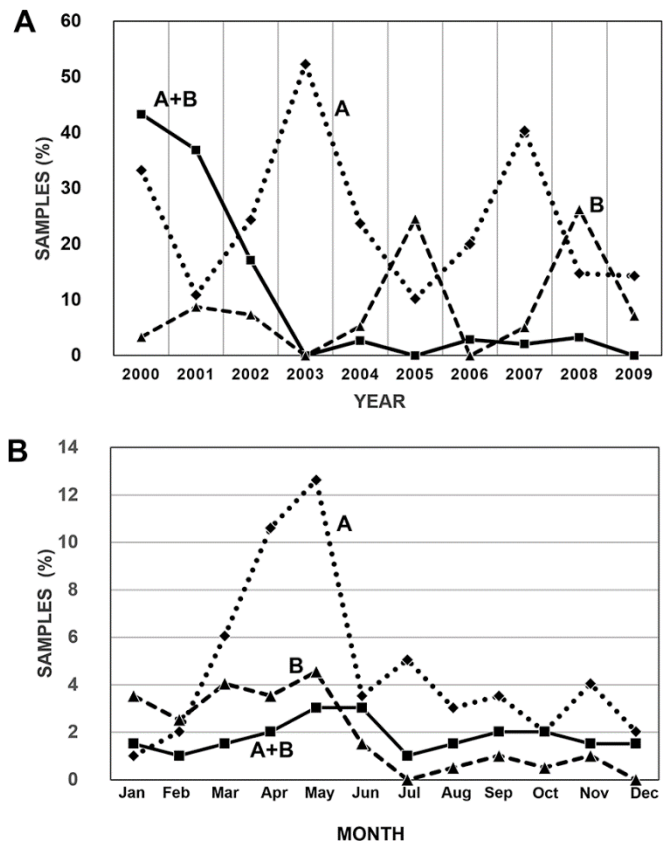 A
60
50
40
30
20
10
0
SAMPLES (%)
A+B
A
B
2000 2001 2002 2003 2004 2005 2006 2007 2008 2009
YEAR
B
14
12
10
8
6
4
2
0
SAMPLES (%)
A
B
A+B
Jan Feb Mar Apr May Jun Jul Aug Sep Oct Nov Dec
MONTH